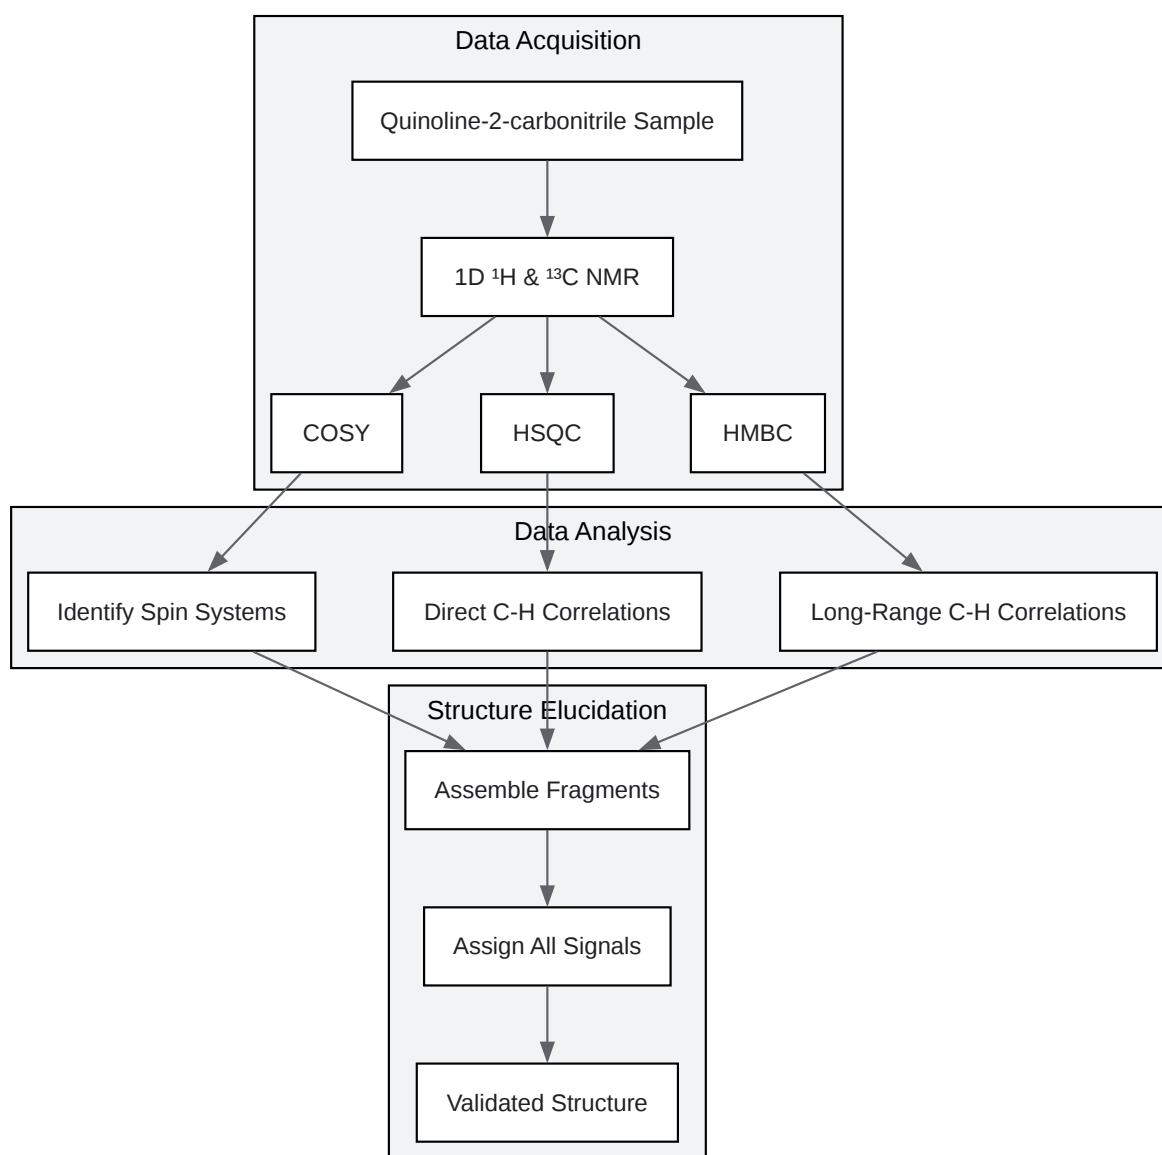 Data Acquisition
Quinoline-2-carbonitrile Sample
1D ¹H & ¹³C NMR
COSY
HSQC
HMBC
Data Analysis
Identify Spin Systems
Direct C-H Correlations
Long-Range C-H Correlations
Structure Elucidation
Assemble Fragments
Assign All Signals
Validated Structure